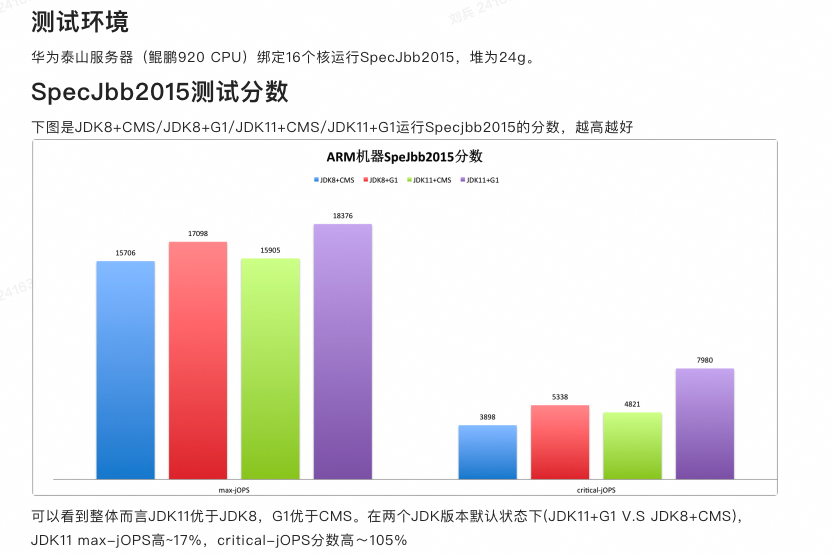 测试环境
华为泰山服务器（鲲鹏920 CPU）绑定16个核运行SpecJbb2015，堆为24g。
SpecJbb2015测试分数
下图是JDK8+CMS/JDK8+G1/JDK11+CMS/JDK11+G1运行Specjbb2015的分数，越高越好
ARM机器SpeJbb2015分数
JDK8+CMS JDK8+G1 JDK11+CMS JDK11+G1
15706 17098 15905 18376
3898 5338 4821 7980
max-jOPS critical-jOPS
可以看到整体而言JDK11优于JDK8，G1优于CMS。在两个JDK版本默认状态下(JDK11+G1 V.S JDK8+CMS)，
JDK11 max-jOPS高~17%，critical-jOPS分数高～105%